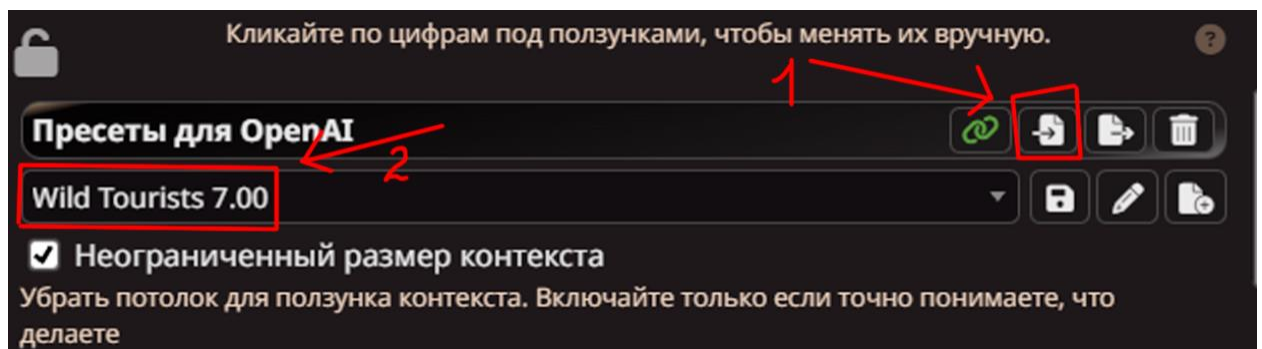 Кликайте по цифрам под ползунками, чтобы менять их вручную.
?
1
Пресеты для OpenAI
2
Wild Tourists 7.00
Неограниченный размер контекста
Убрать потолок для ползунка контекста. Включайте только если точно понимаете, что
делаете